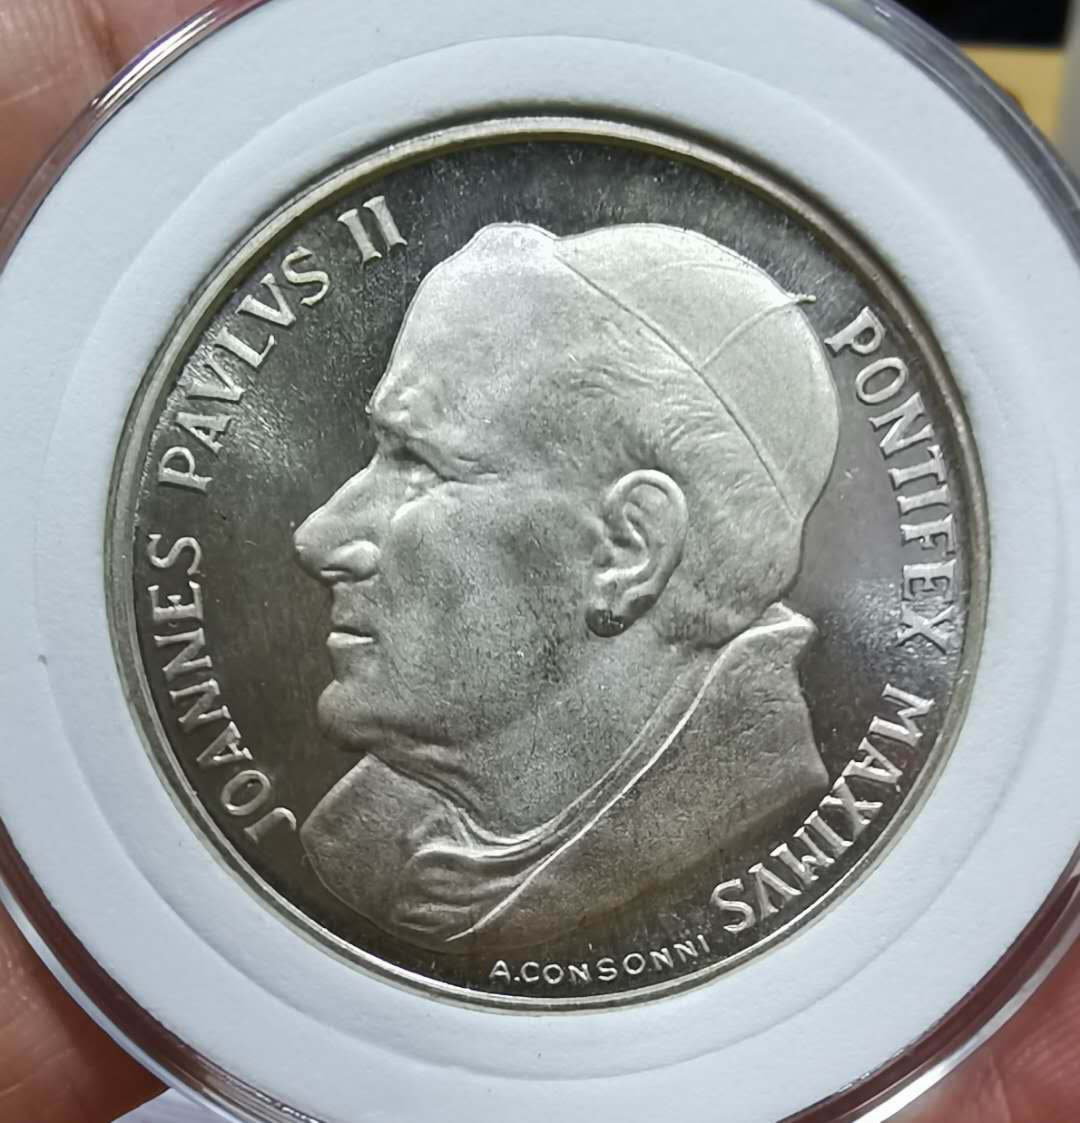 JOANNES PAVLVS II
PONTIFEX MAXIMVS
A.CONSONNI